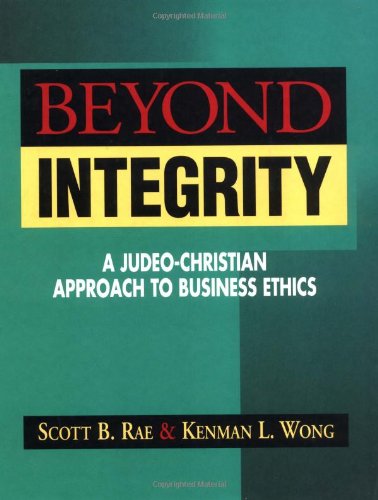 Copyrighted Material
BEYOND
INTEGRITY
A JUDEO-CHRISTIAN
APPROACH TO BUSINESS ETHICS
SCOTT B. RAE & KENMAN L. WONG
Copyrighted Material